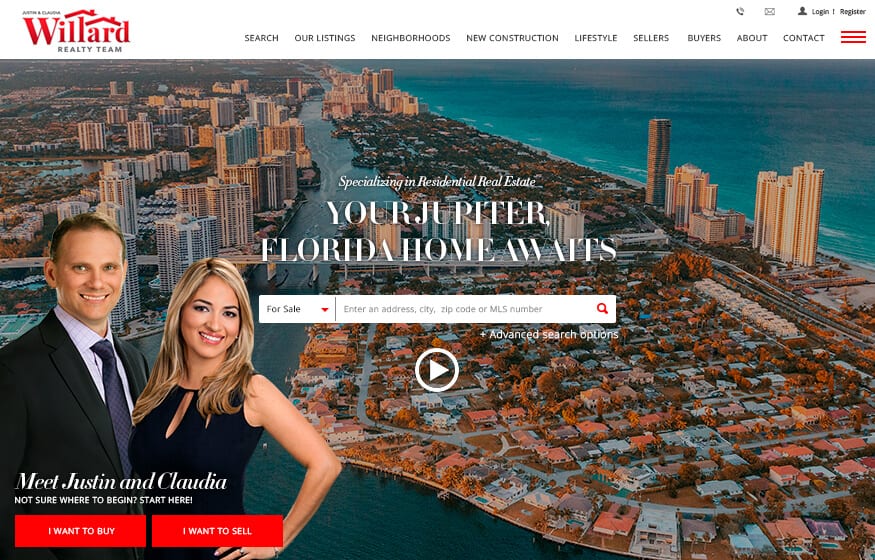 JUSTIN & CLAUDIA
Willard
REALTY TEAM
Login | Register
SEARCH OUR LISTINGS NEIGHBORHOODS NEW CONSTRUCTION LIFESTYLE SELLERS BUYERS ABOUT CONTACT
Specializing in Residential Real Estate
YOUR JUPITER,
FLORIDA HOME AWAITS
For Sale Enter an address, city, zip code or MLS number
+ Advanced search options
Meet Justin and Claudia
NOT SURE WHERE TO BEGIN? START HERE!
I WANT TO BUY I WANT TO SELL